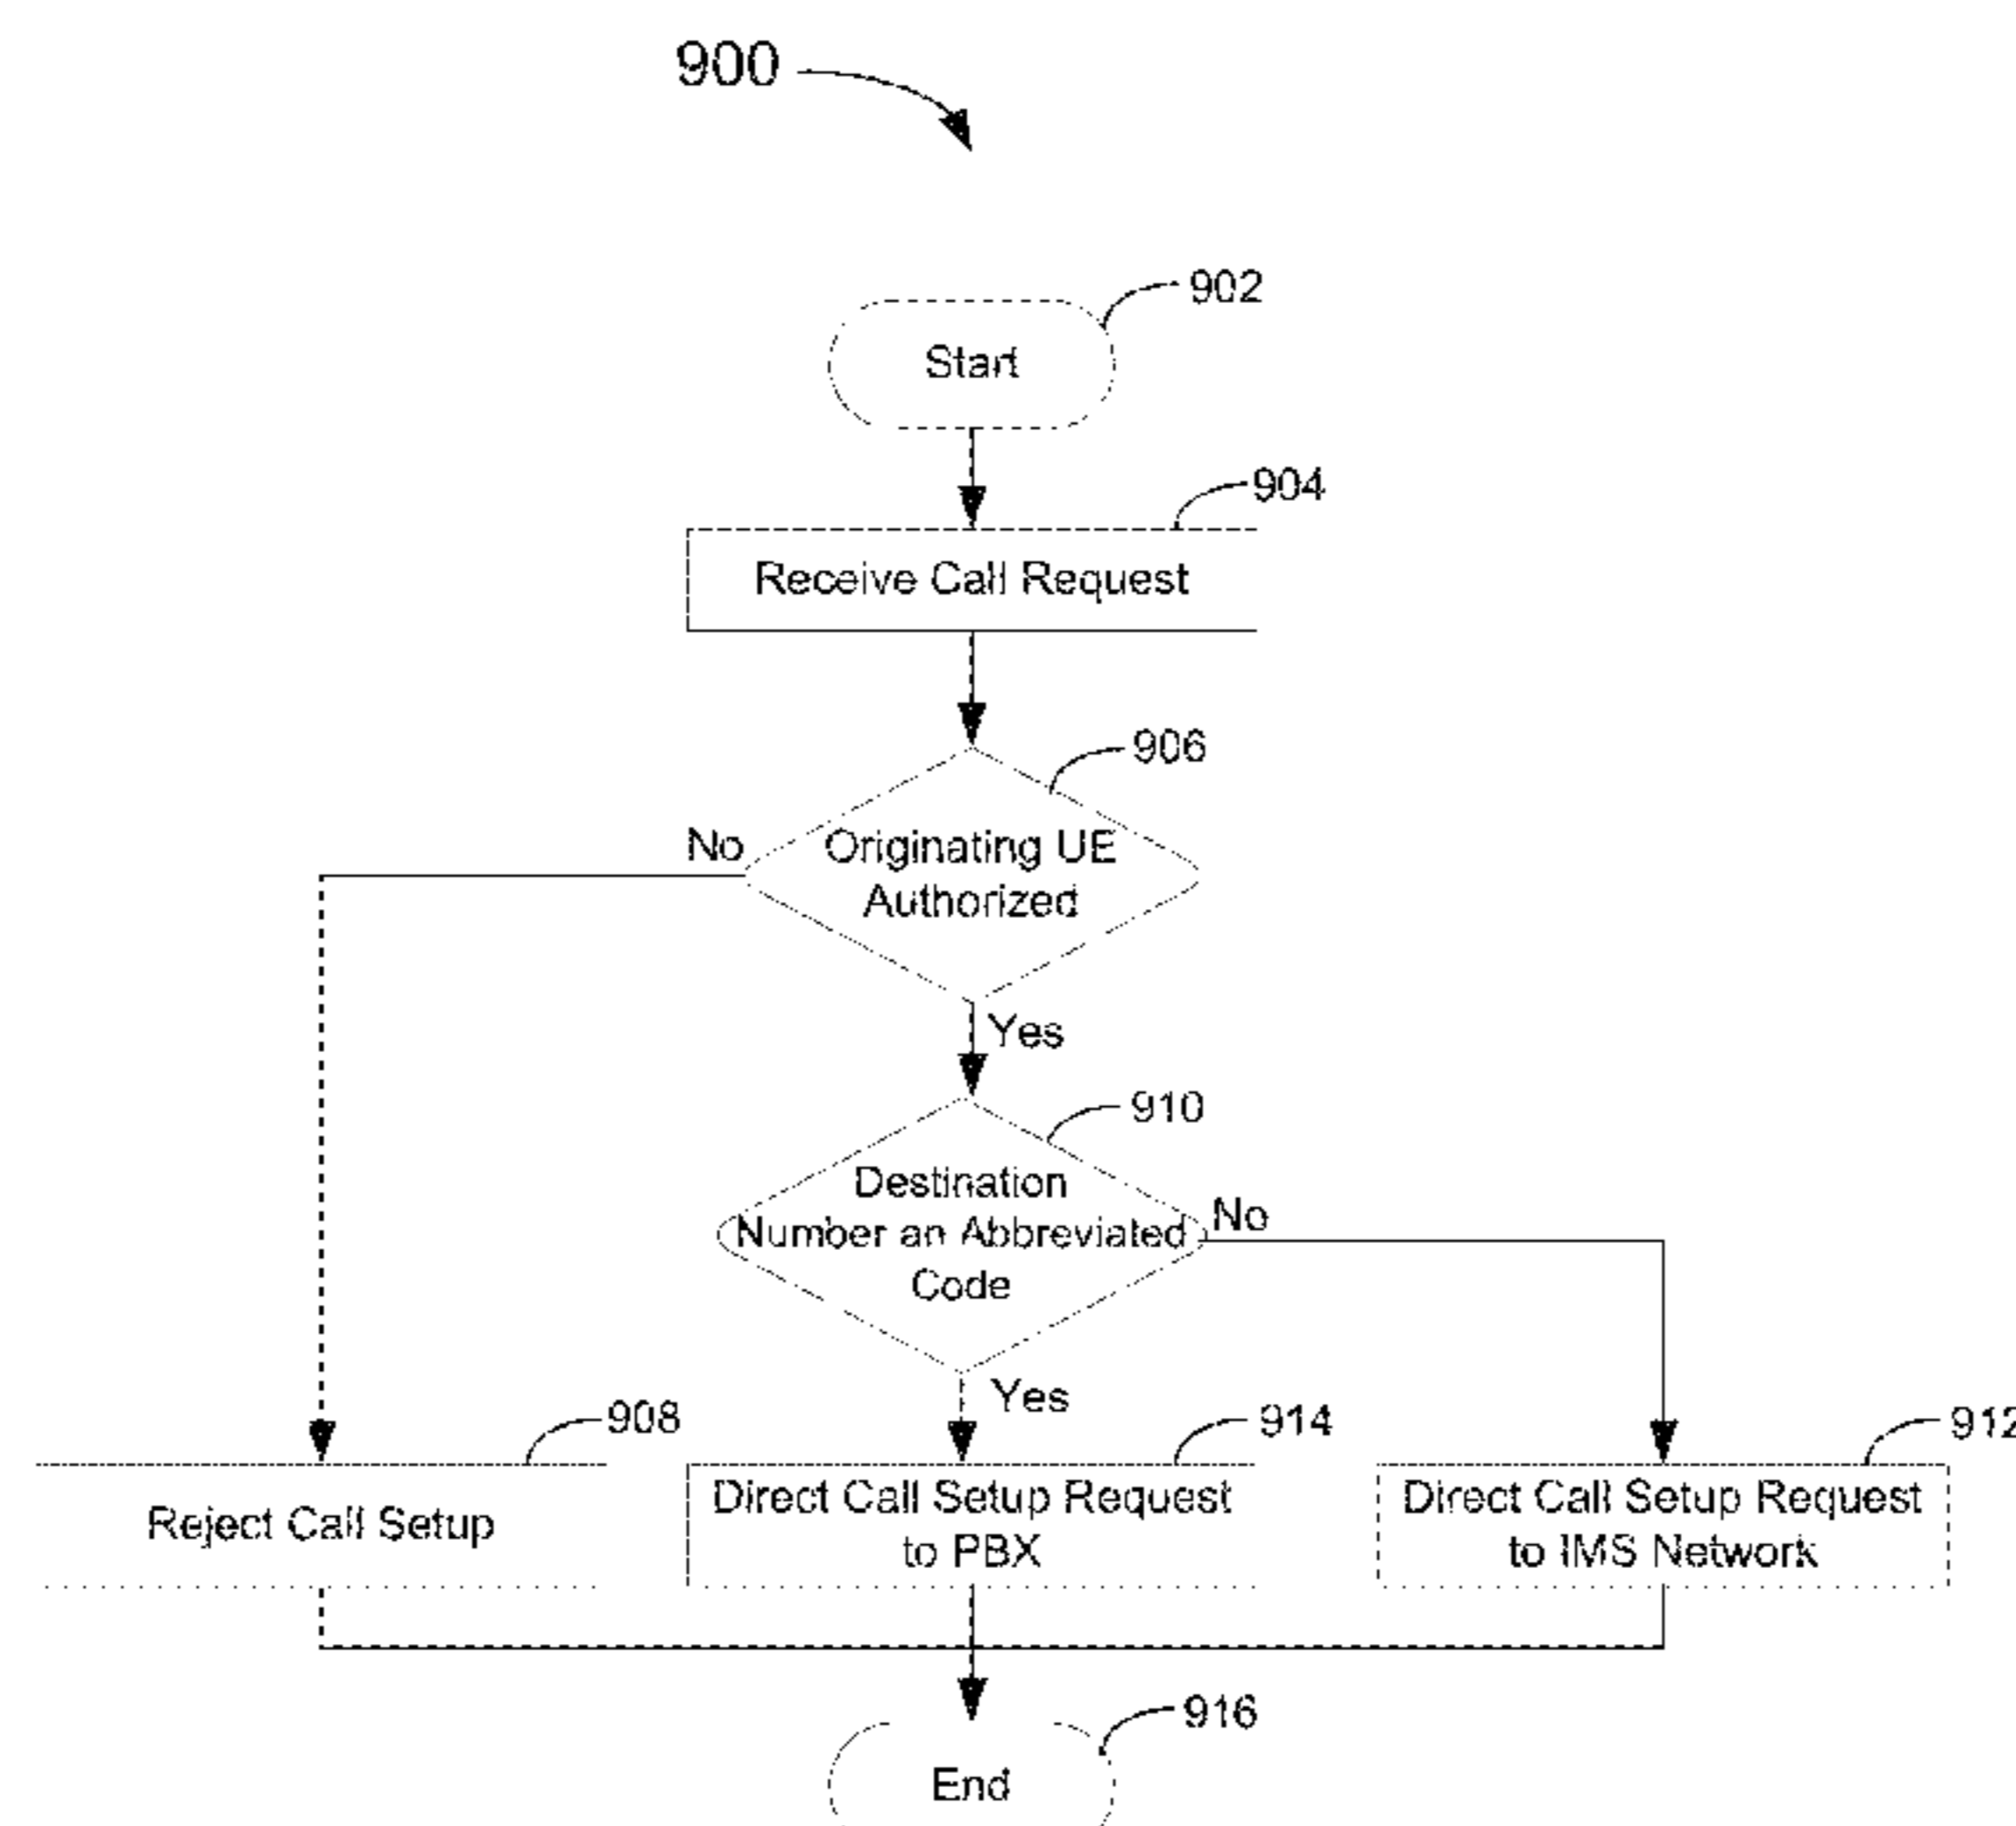 900
902
Start
904
Receive Call Request
906
No
Originating UE
Authorized
Yes
910
Destination
Number an Abbreviated
Code
No
Yes
908
914
912
Reject Call Setup
Direct Call Setup Request
to PBX
Direct Call Setup Request
to IMS Network
916
End